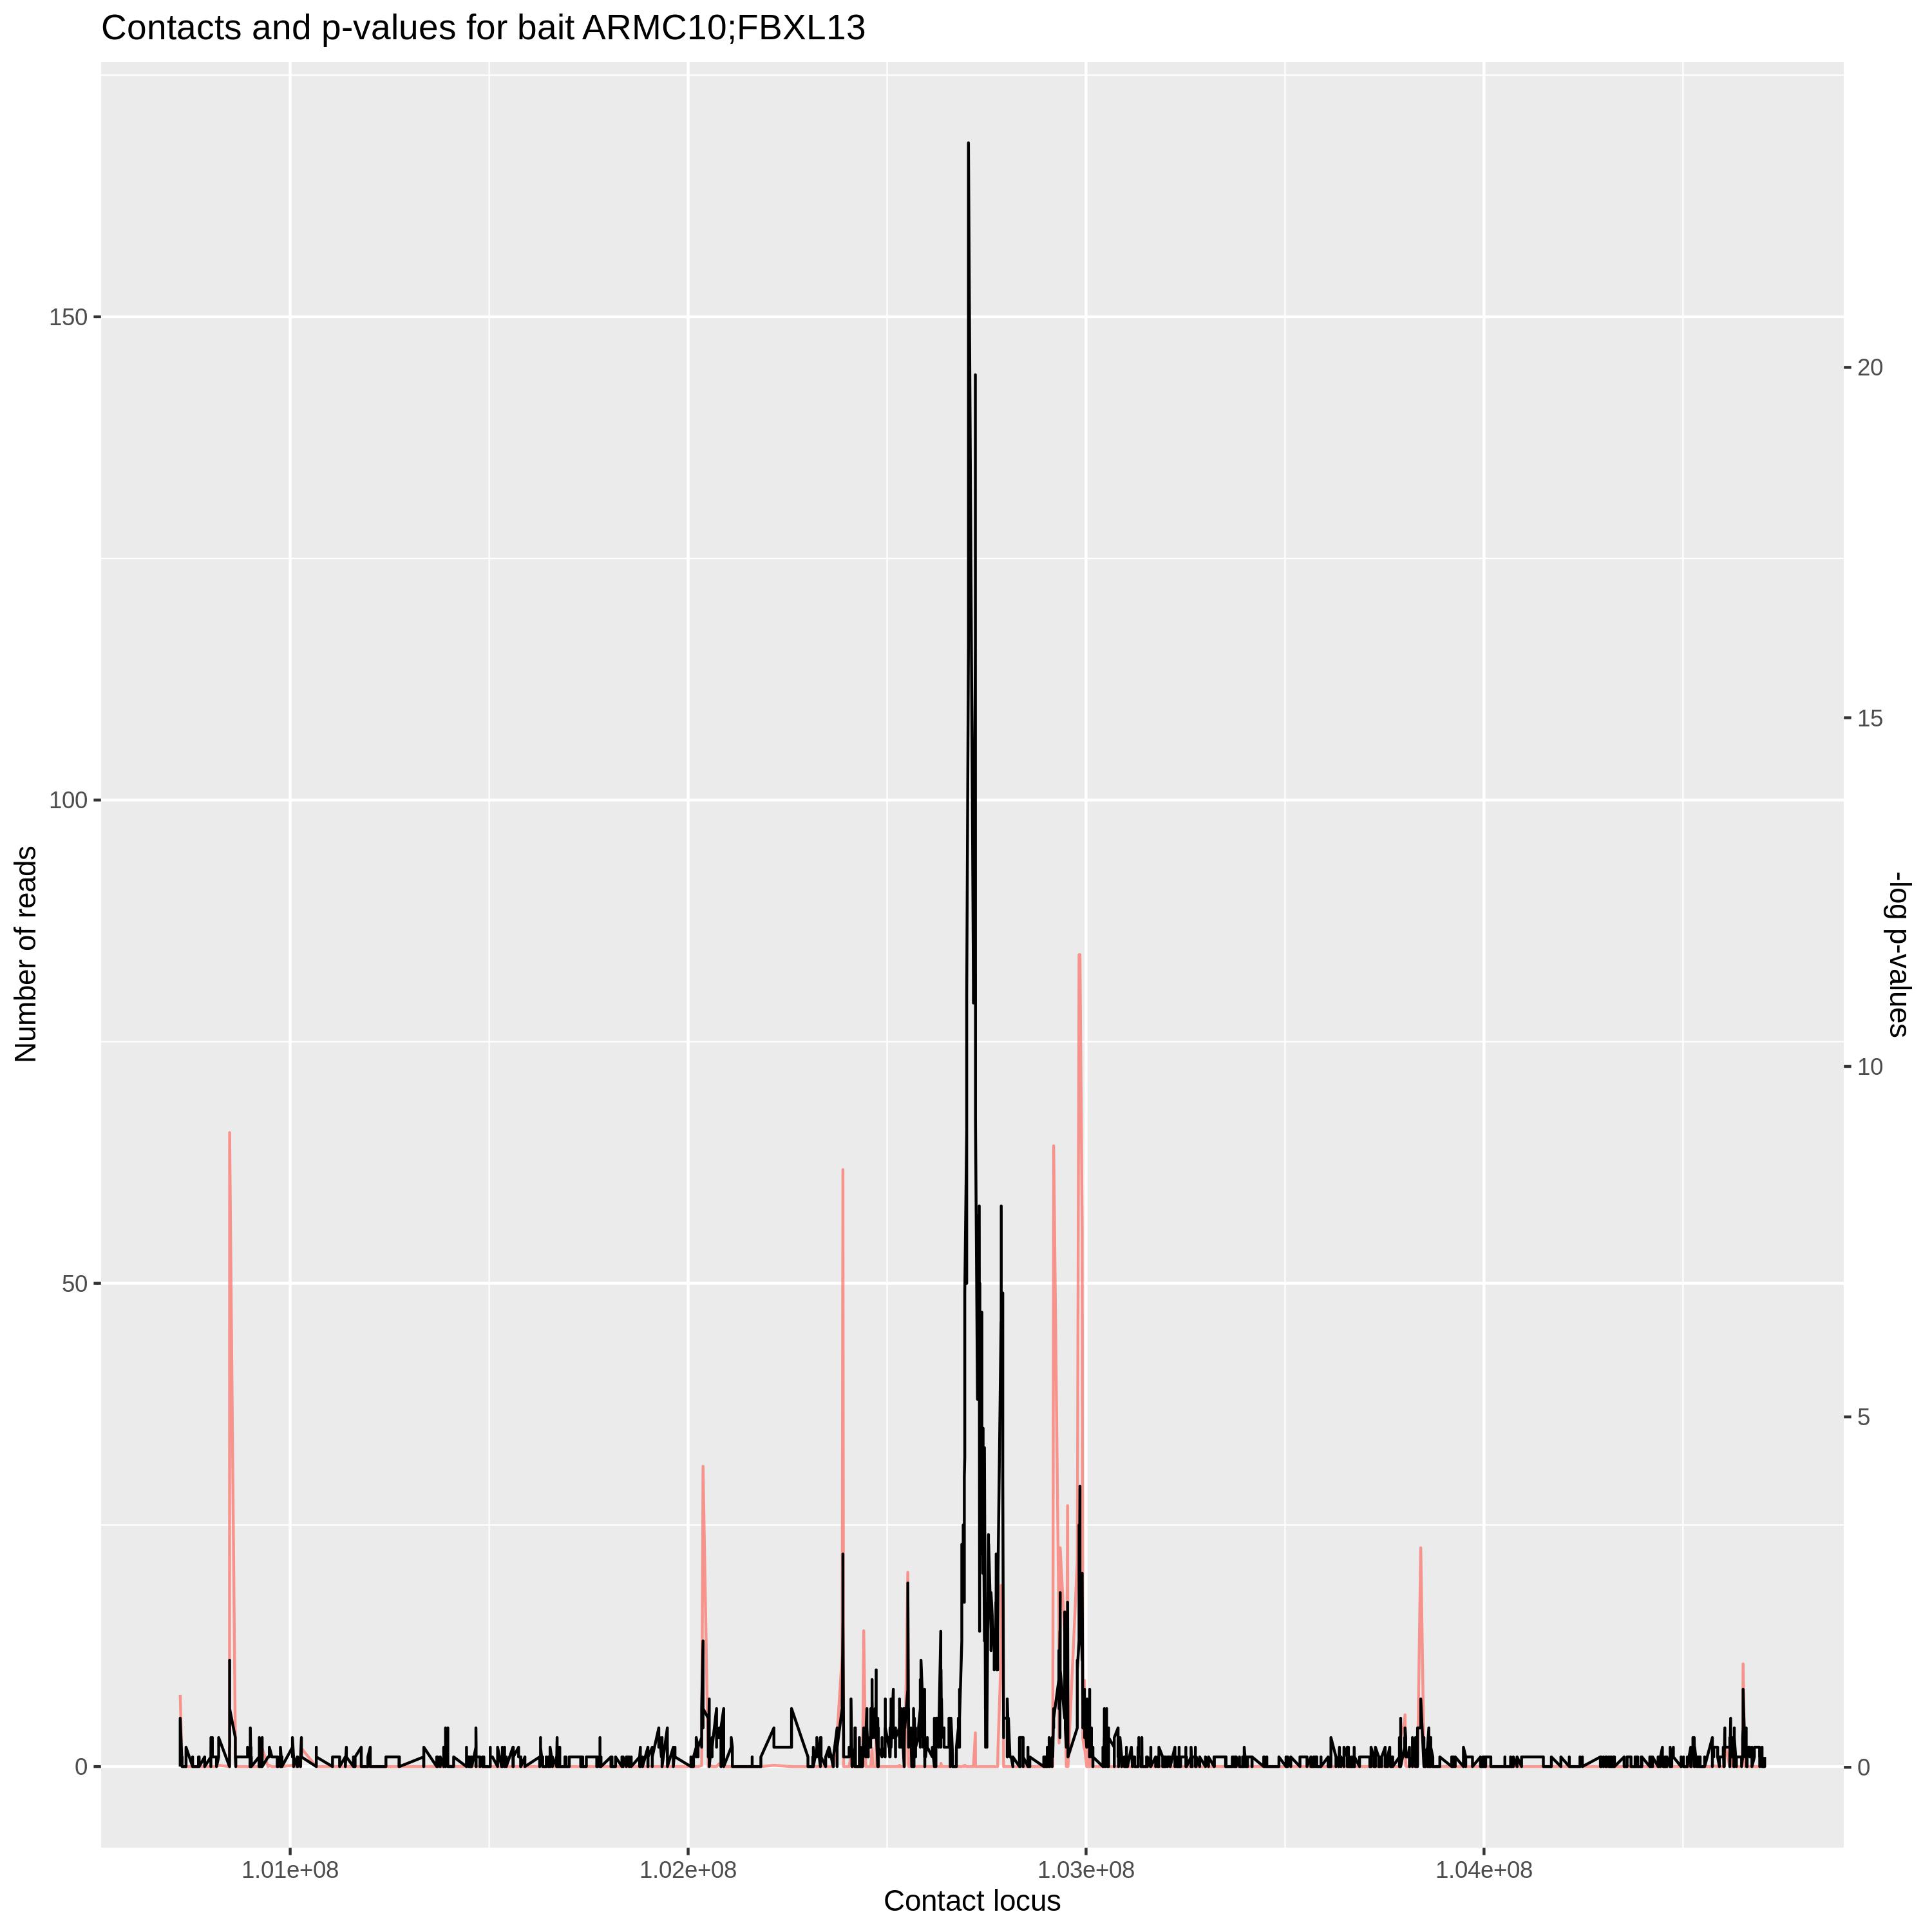 Contacts and p-values for bait ARMC10;FBXL13
150
100
50
0
Number of reads
20
15
10
5
0
-log p-values
1.01e+08
1.02e+08
1.03e+08
1.04e+08
Contact locus